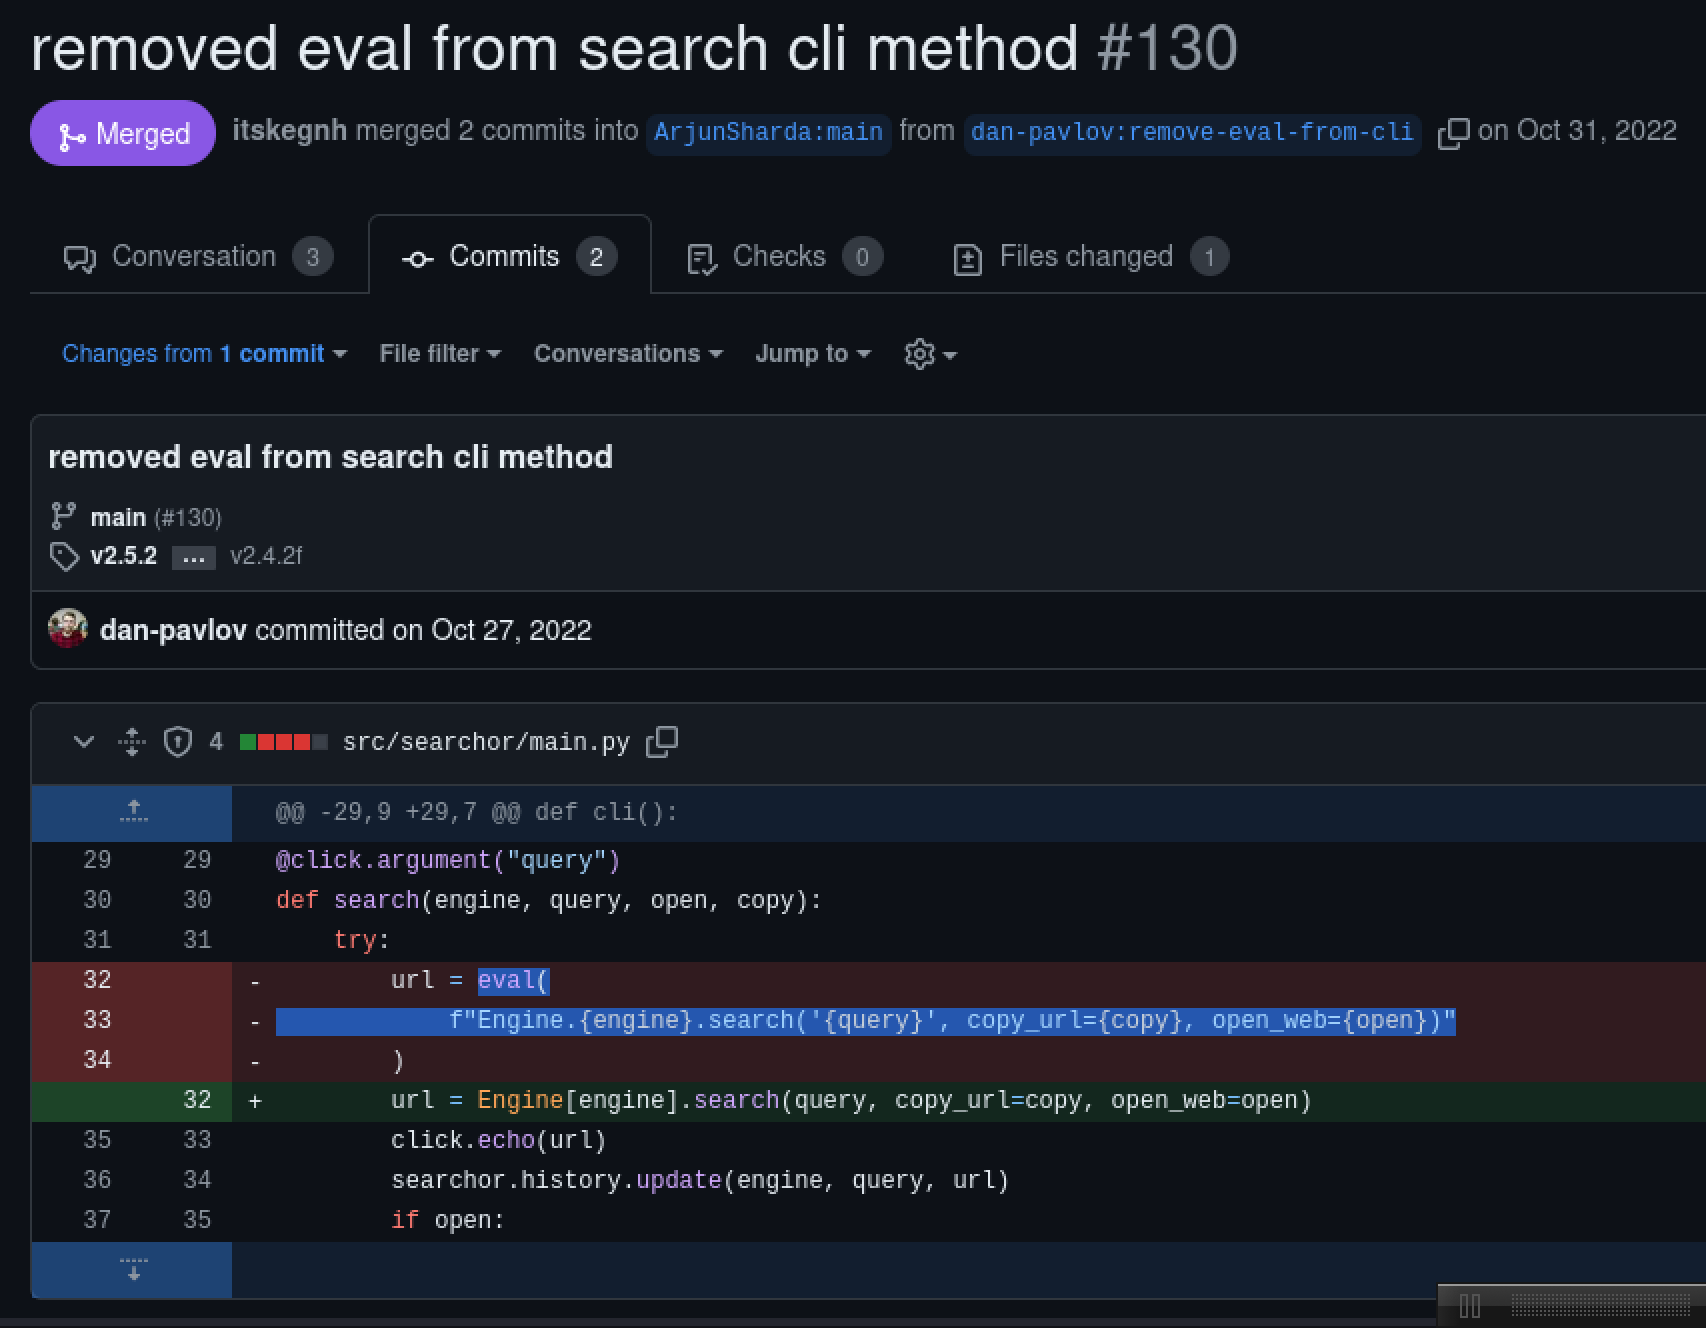 removed eval from search cli method #130
Merged itskegnh merged 2 commits into ArjunSharda:main from dan-pavlov:remove-eval-from-cli on Oct 31, 2022
Conversation 3 Commits 2 Checks 0 Files changed 1
Changes from 1 commit File filter Conversations Jump to
removed eval from search cli method
main (#130)
v2.5.2 ... v2.4.2f
dan-pavlov committed on Oct 27, 2022
4 src/searchor/main.py
@@ -29,9 +29,7 @@ def cli():
29 29 @click.argument("query")
30 30 def search(engine, query, open, copy):
31 31 try:
32 - url = eval(
33 - f"Engine.{engine}.search('{query}', copy_url={copy}, open_web={open})"
34 - )
32 + url = Engine[engine].search(query, copy_url=copy, open_web=open)
35 33 click.echo(url)
36 34 searchor.history.update(engine, query, url)
37 35 if open: